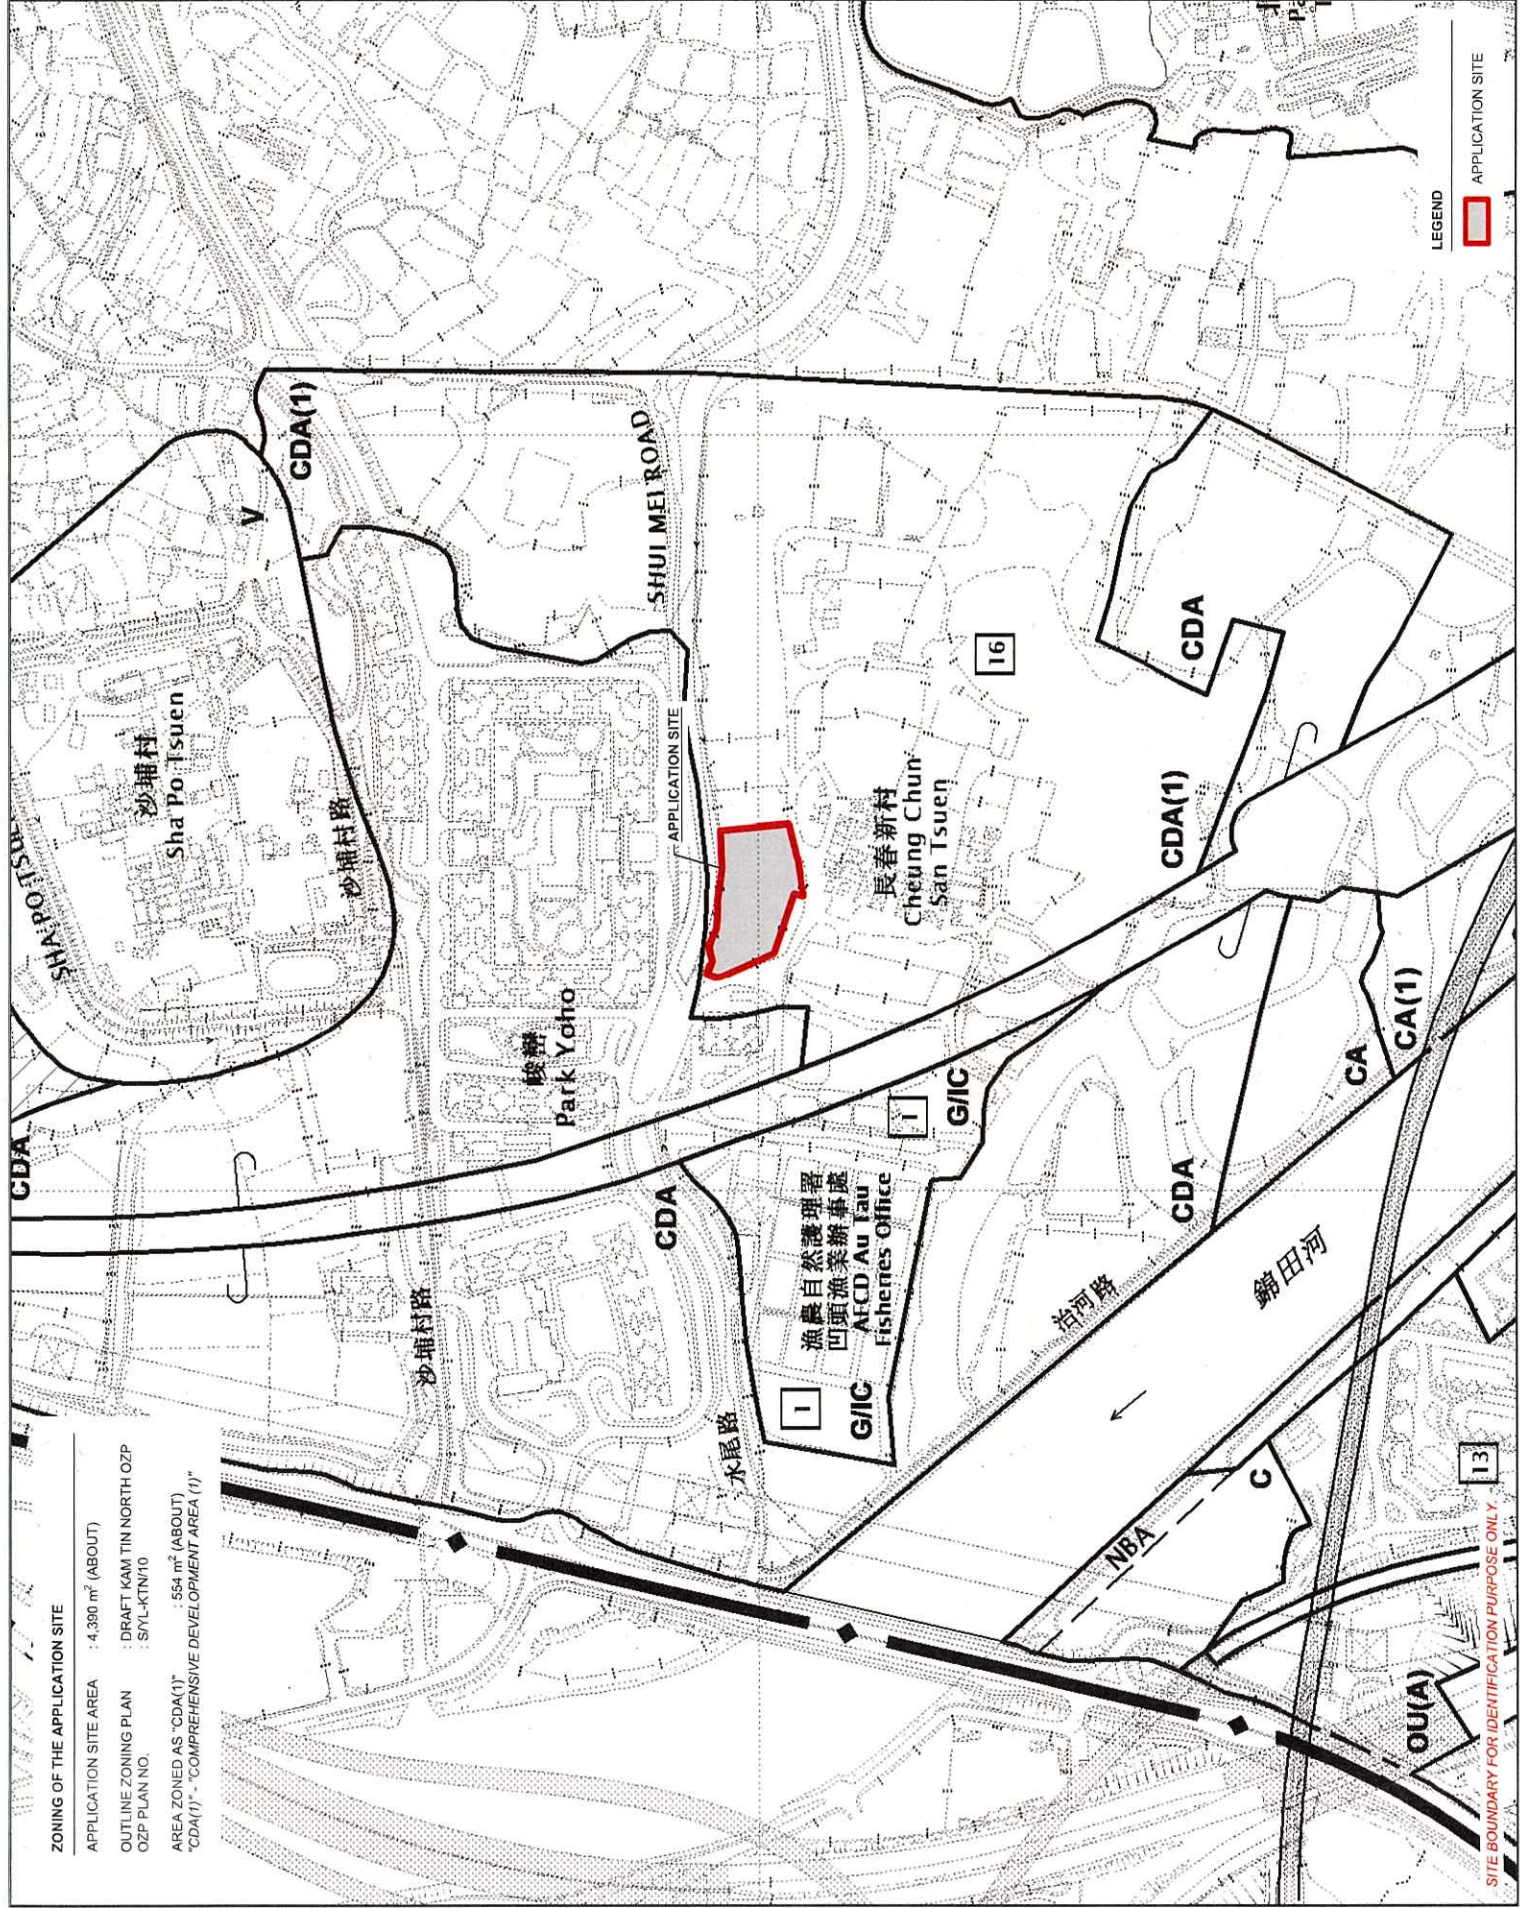 ZONING OF THE APPLICATION SITE
APPLICATION SITE AREA : 4,390 m² (ABOUT)
OUTLINE ZONING PLAN : DRAFT KAM TIN NORTH OZP
OZP PLAN NO. : S/YL-KTN/10
AREA ZONED AS "CDA(1)" : 554 m² (ABOUT)
"CDA(1)" - "COMPREHENSIVE DEVELOPMENT AREA (1)"
CDA
沙埔村
Sha Po Tsuen
V
CDA(1)
沙埔村路
沙埔村路
峻巒
Park Yoho
SHUI MEI ROAD
APPLICATION SITE
CDA
水尾路
1
G/IC
漁農自然護理署
凹頭漁業辦事處
AFCD Au Tau
Fisheries Office
1
G/IC
長春新村
Cheung Chun
San Tsuen
16
CDA
CDA(1)
治河路
CDA
錦田河
CA
CA(1)
NBA
C
13
OU(A)
LEGEND
APPLICATION SITE
SITE BOUNDARY FOR IDENTIFICATION PURPOSE ONLY.